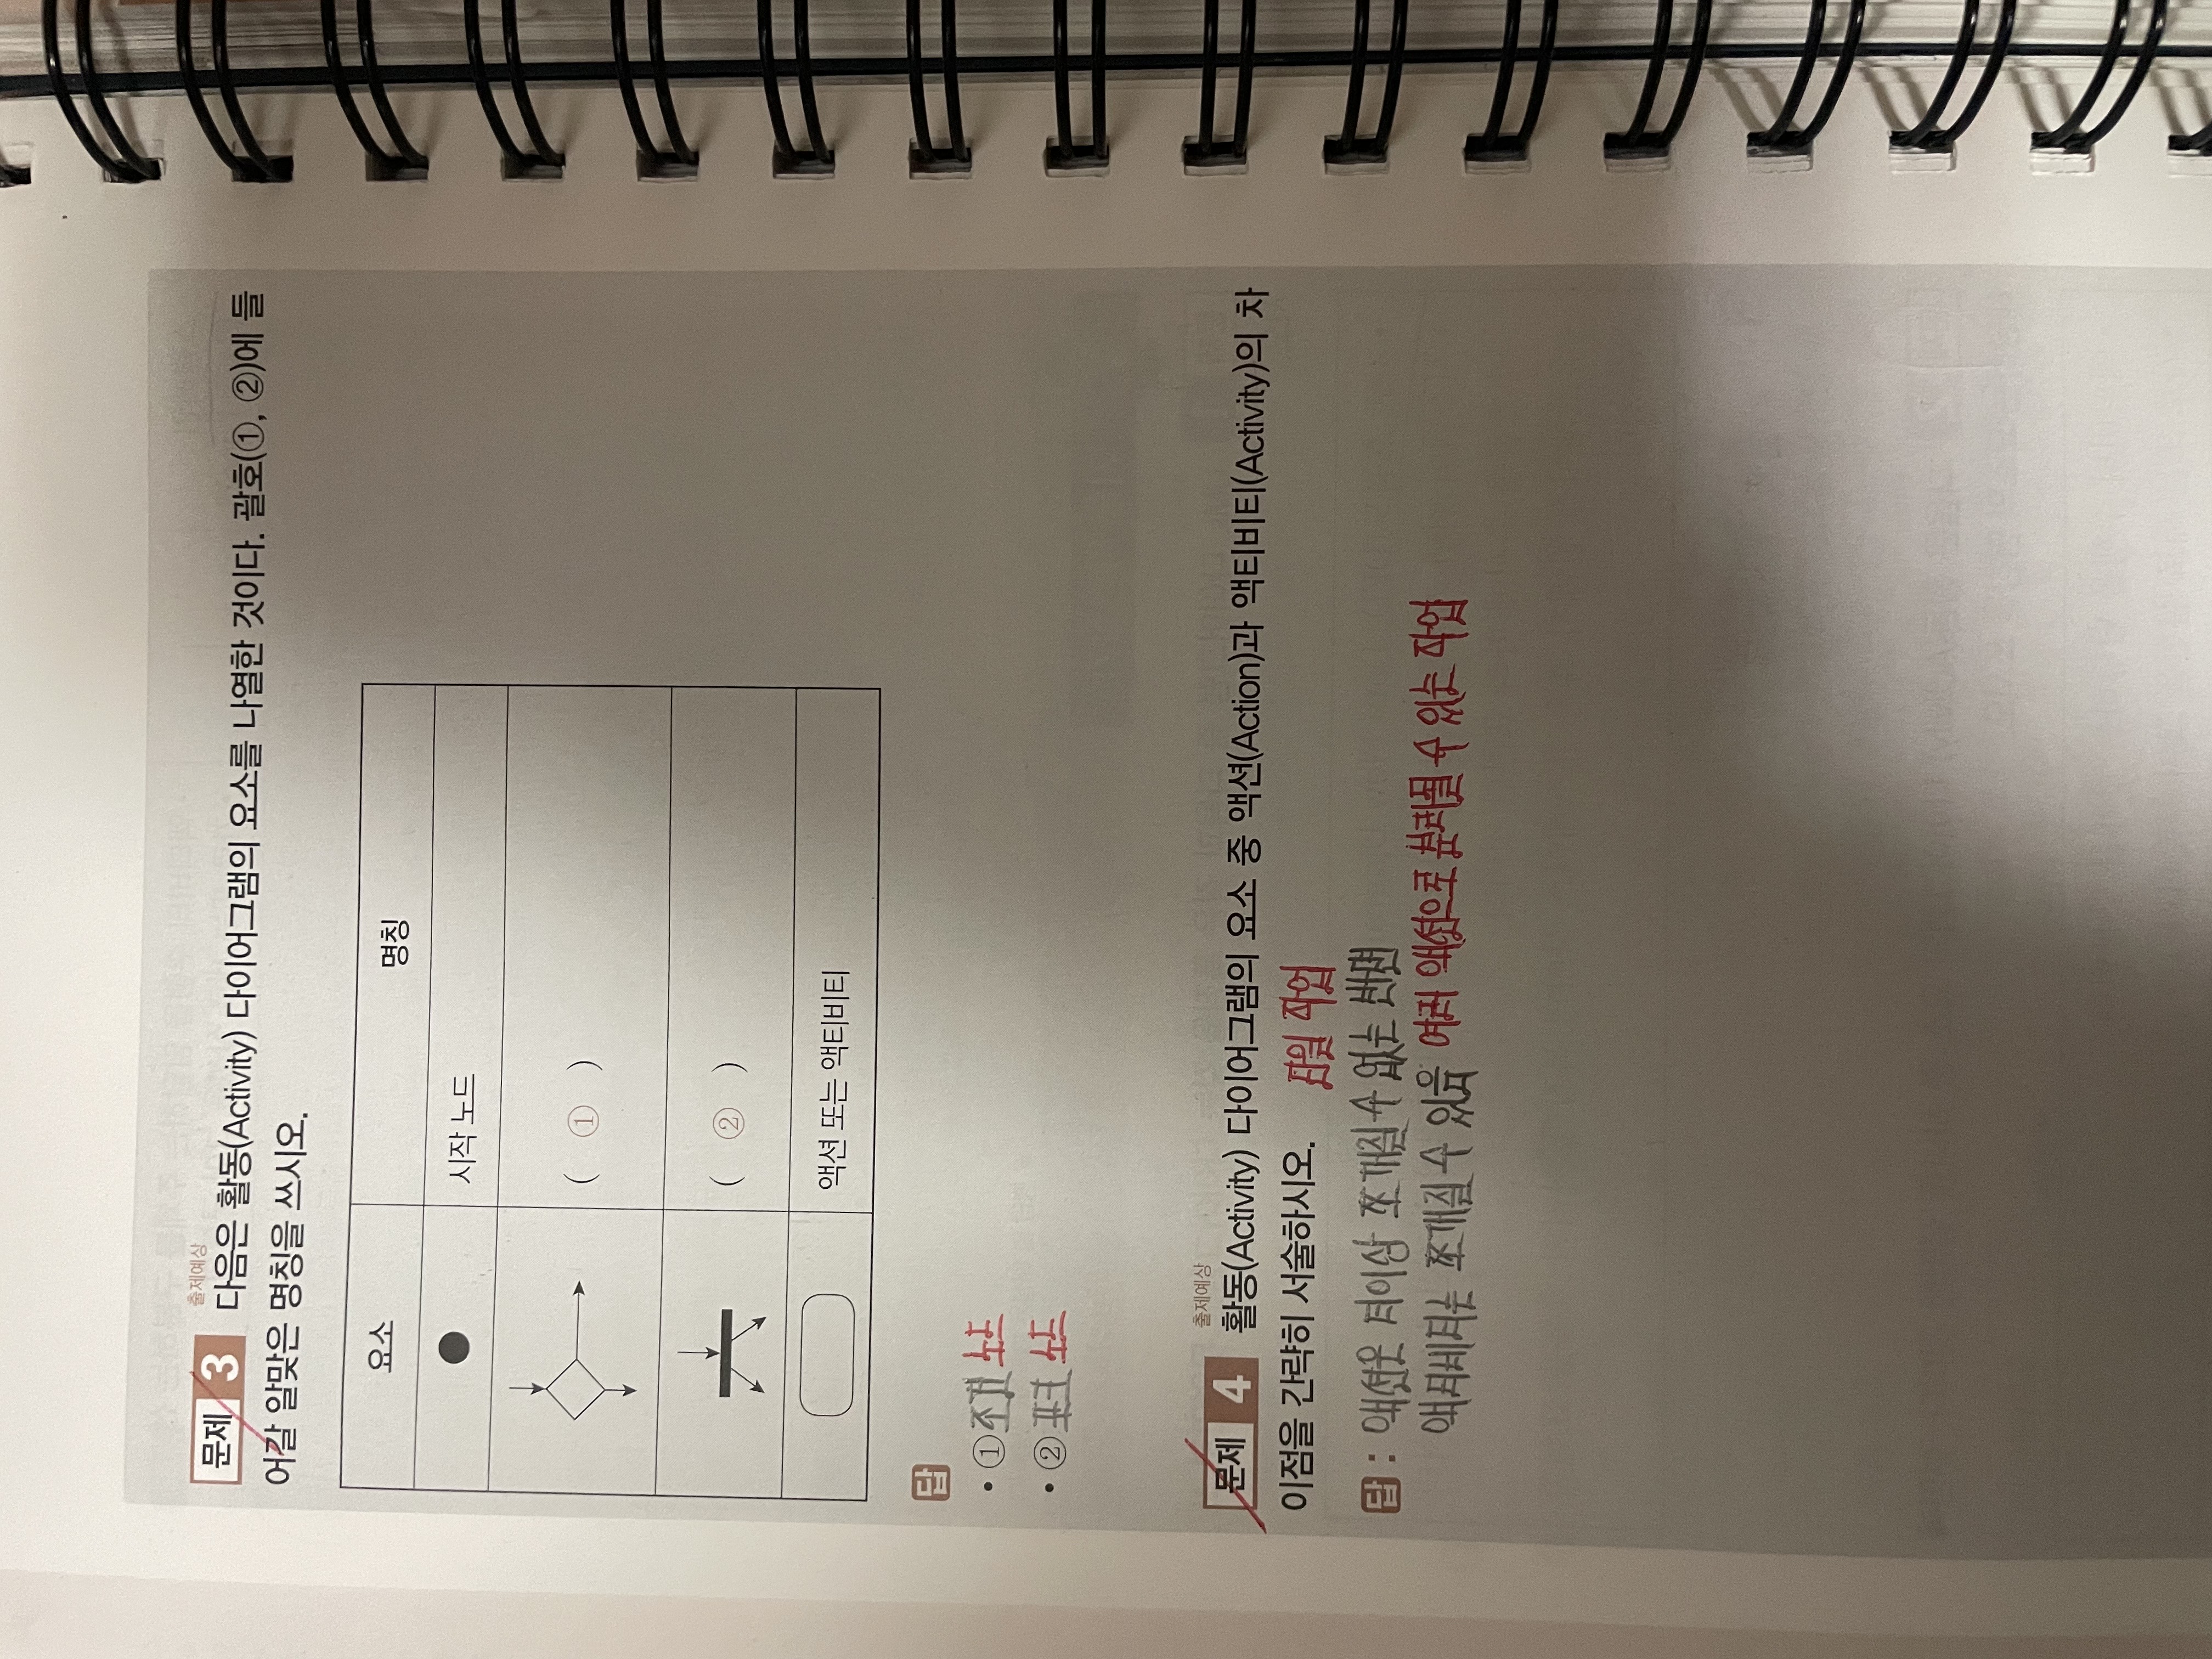 출제예상
문제 3 다음은 활동(Activity) 다이어그램의 요소를 나열한 것이다. 괄호(①, ②)에 들
어갈 알맞은 명칭을 쓰시오.
요소 명칭
시작 노드
( ① )
( ② )
액션 또는 액티비티
답
• ① 조건 노드
• ② 포크 노드
출제예상
문제 4 활동(Activity) 다이어그램의 요소 중 액션(Action)과 액티비티(Activity)의 차
이점을 간략히 서술하시오.
단일 작업
답 : 액션은 더이상 쪼개질 수 없는 반면
액티비티는 쪼개질 수 있음 여러 액션으로 분리될 수 있는 작업